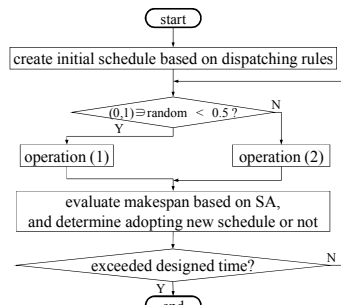 start
create initial schedule based on dispatching rules
(0,1)∋random < 0.5 ?
N
Y
operation (1)
operation (2)
evaluate makespan based on SA,
and determine adopting new schedule or not
exceeded designed time?
N
Y
end